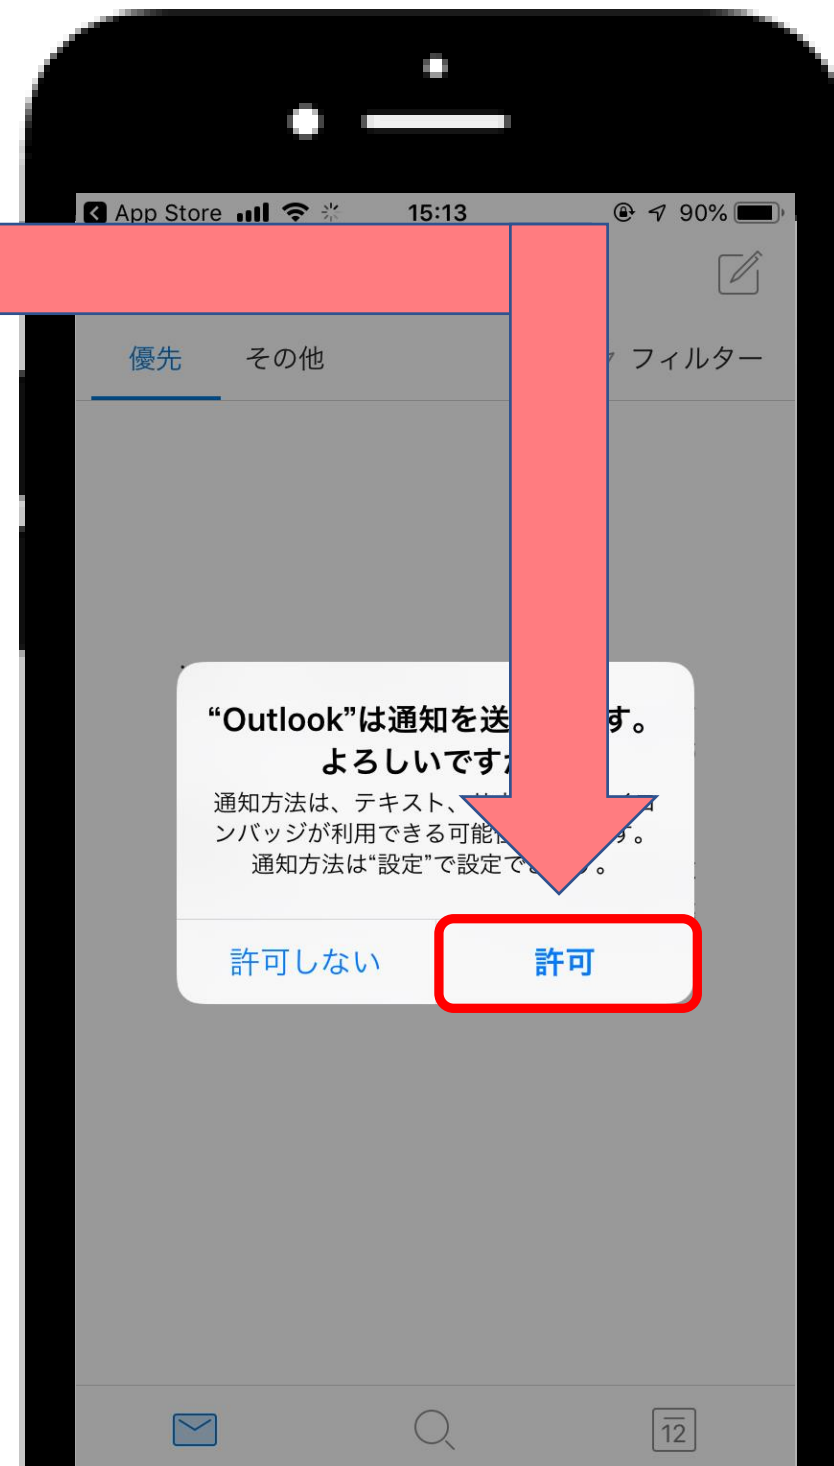 App Store 15:13 90%
優先 その他 フィルター
“Outlook”は通知を送 す。
よろしいです
通知方法は、テキスト、
ンバッジが利用できる可能 す。
通知方法は“設定”で設定で 。
許可しない 許可
12